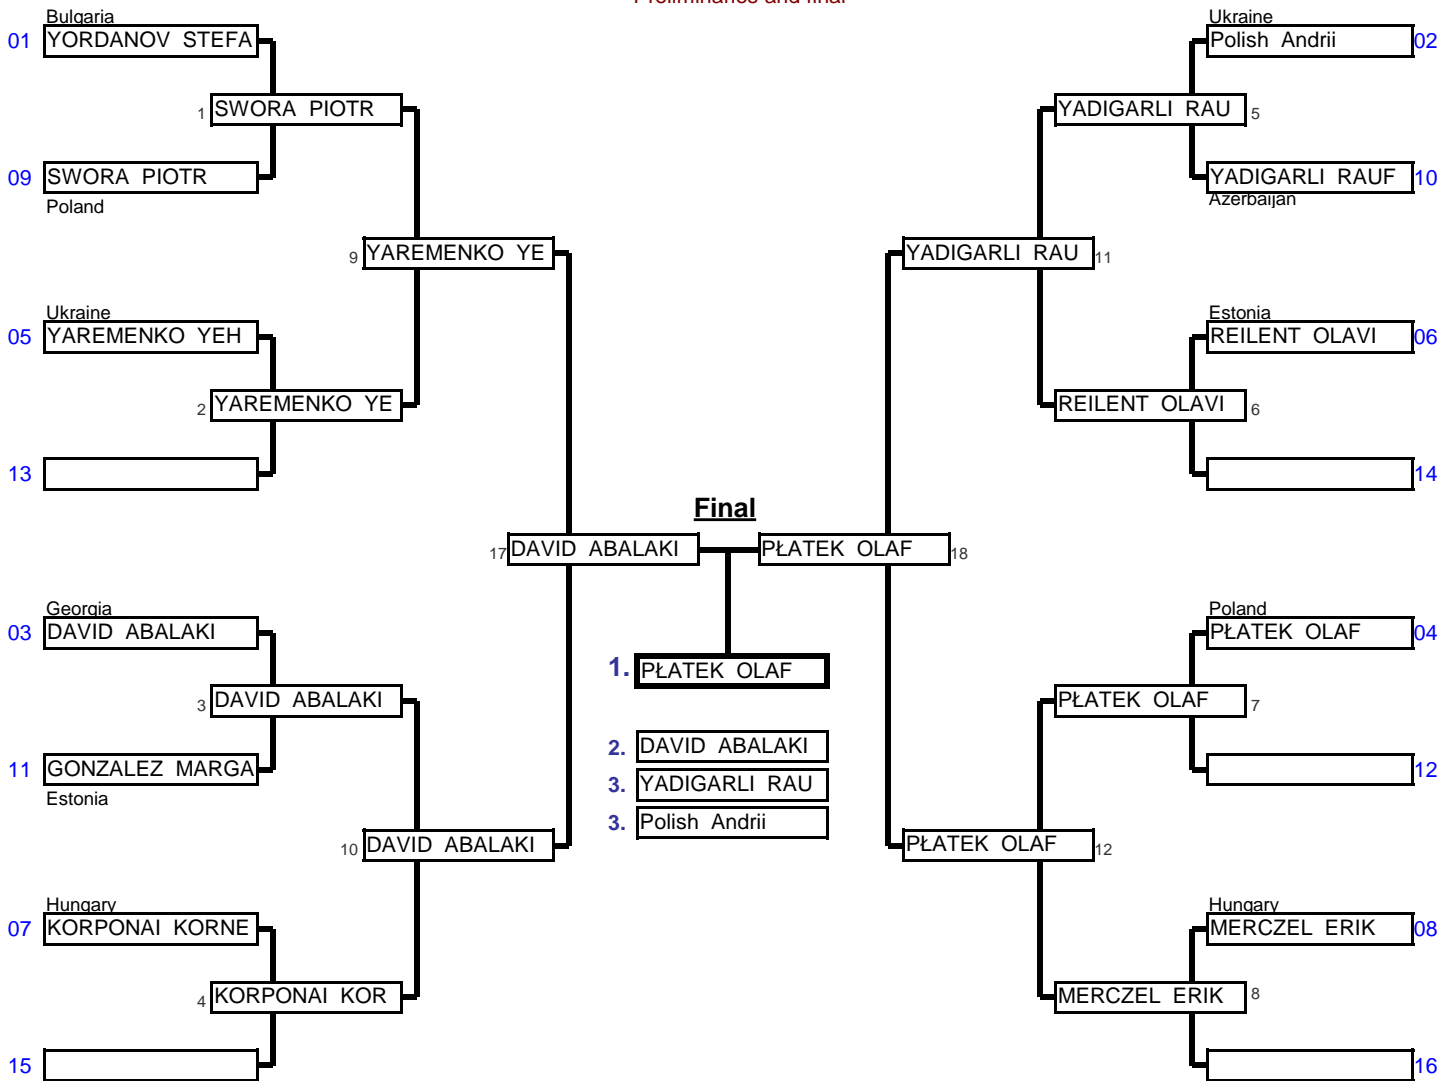 Preliminaries and final
Bulgaria
01 YORDANOV STEFA
Ukraine
Polish Andrii 02
1 SWORA PIOTR
YADIGARLI RAU 5
09 SWORA PIOTR
Poland
YADIGARLI RAUF 10
Azerbaijan
9 YAREMENKO YE
YADIGARLI RAU 11
Ukraine
05 YAREMENKO YEH
Estonia
REILENT OLAVI 06
2 YAREMENKO YE
REILENT OLAVI 6
13
14
Final
17 DAVID ABALAKI
PŁATEK OLAF 18
Georgia
03 DAVID ABALAKI
Poland
PŁATEK OLAF 04
1. PŁATEK OLAF
3 DAVID ABALAKI
PŁATEK OLAF 7
2. DAVID ABALAKI
11 GONZALEZ MARGA
Estonia
12
3. YADIGARLI RAU
3. Polish Andrii
10 DAVID ABALAKI
PŁATEK OLAF 12
Hungary
07 KORPONAI KORNE
Hungary
MERCZEL ERIK 08
4 KORPONAI KOR
MERCZEL ERIK 8
15
16